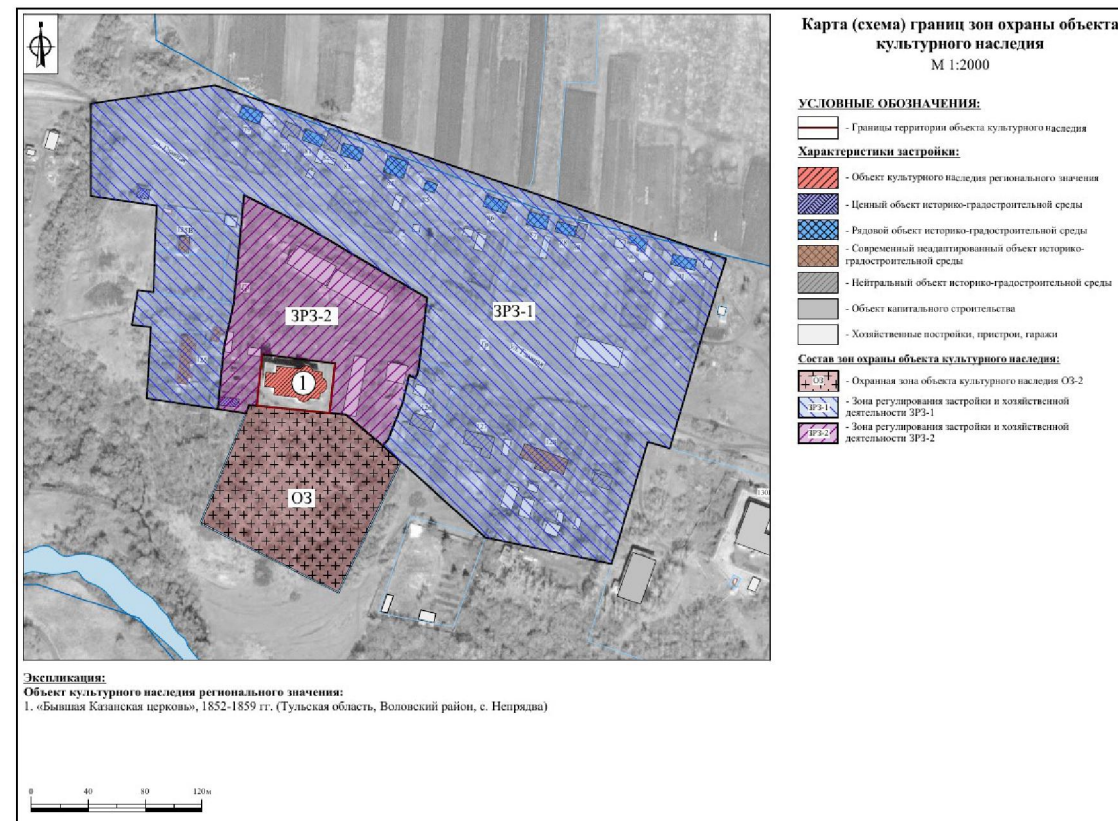 Карта (схема) границ зон охраны объекта
культурного наследия
М 1:2000
УСЛОВНЫЕ ОБОЗНАЧЕНИЯ:
- Границы территории объекта культурного наследия
Характеристики застройки:
- Объект культурного наследия регионального значения
- Ценный объект историко-градостроительной среды
- Рядовой объект историко-градостроительной среды
- Современный неадаптированный объект историко-
градостроительной среды
- Нейтральный объект историко-градостроительной среды
- Объект капитального строительства
- Хозяйственные постройки, пристрои, гаражи
Состав зон охраны объекта культурного наследия:
ОЗ - Охранная зона объекта культурного наследия ОЗ-2
ЗРЗ-1 - Зона регулирования застройки и хозяйственной
деятельности ЗРЗ-1
ЗРЗ-2 - Зона регулирования застройки и хозяйственной
деятельности ЗРЗ-2
ЗРЗ-2
ЗРЗ-1
1
ОЗ
Экспликация:
Объект культурного наследия регионального значения:
1. «Бывшая Казанская церковь», 1852-1859 гг. (Тульская область, Воловский район, с. Непрядва)
0 40 80 120м